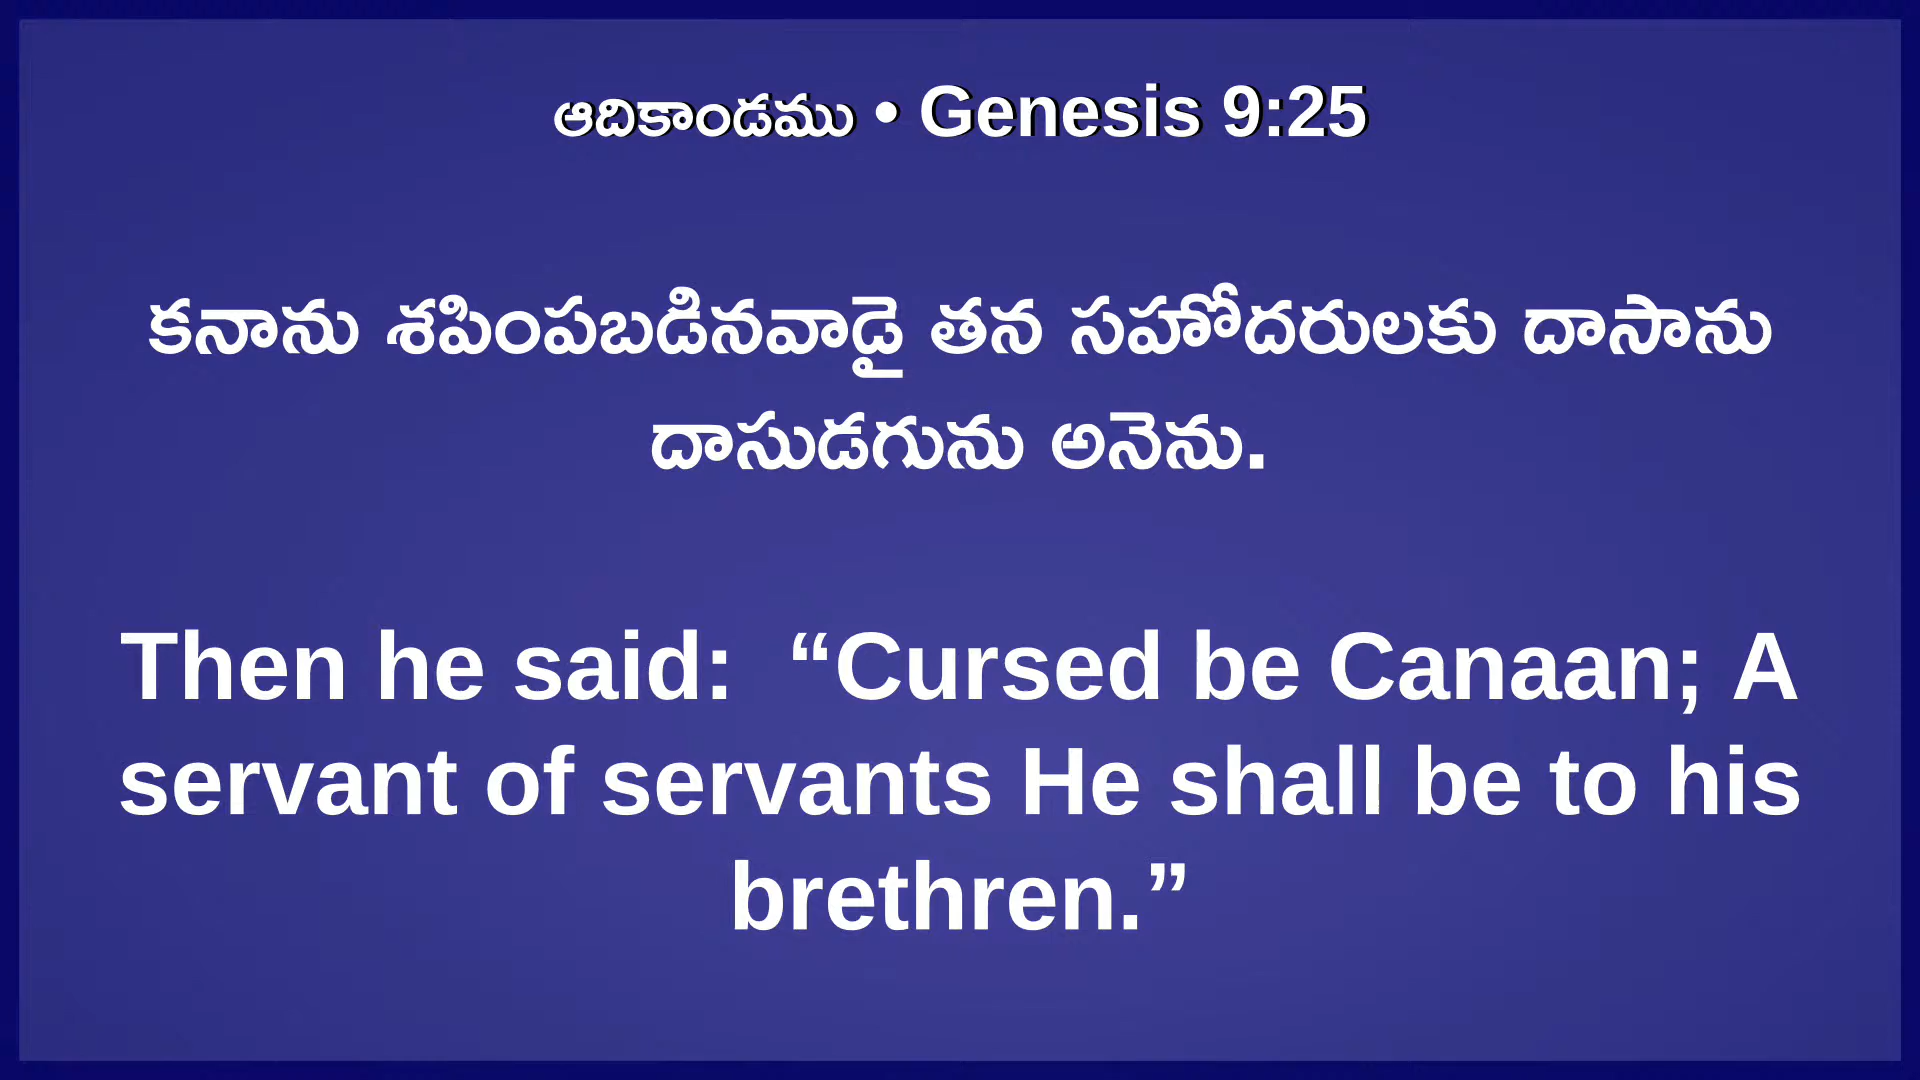 ఆదికాండము • Genesis 9:25
కనాను శపింపబడినవాడై తన సహోదరులకు దాసాను
దాసుడగును అనెను.
Then he said:  “Cursed be Canaan; A
servant of servants He shall be to his
brethren.”